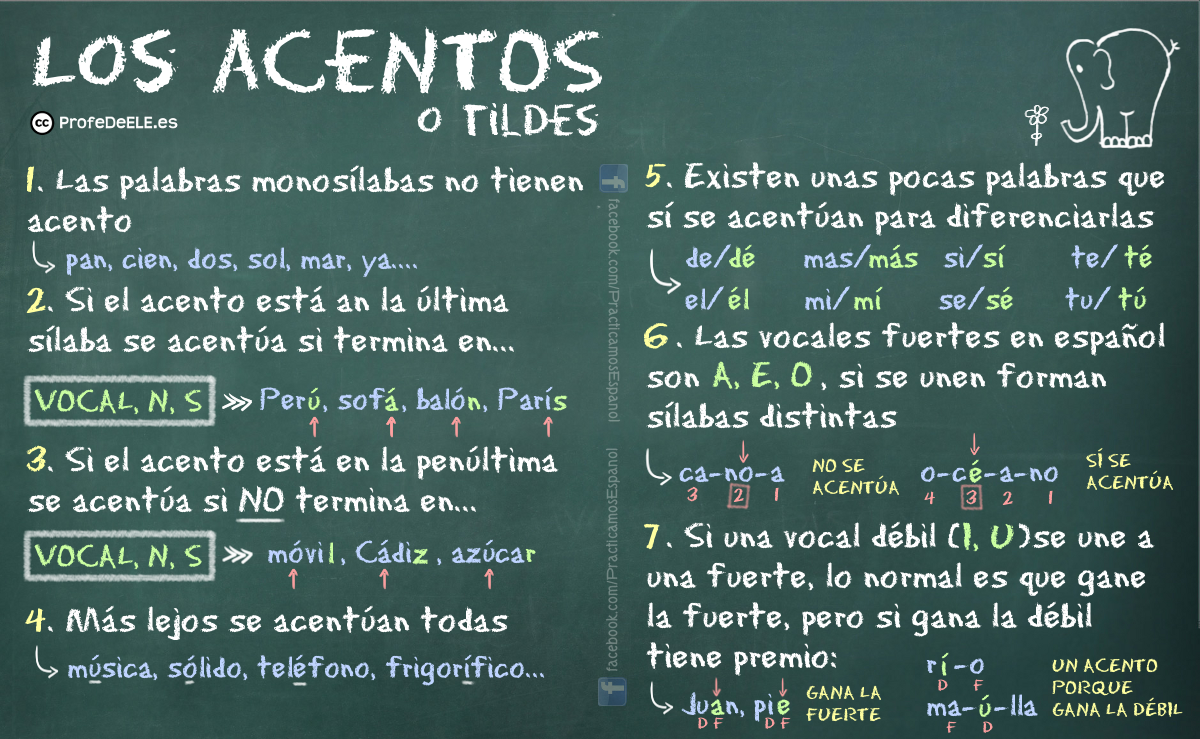 LOS ACENTOS
O TILDES
cc ProfeDeELE.es
1. Las palabras monosílabas no tienen
acento
pan, cien, dos, sol, mar, ya....
2. Si el acento está an la última
sílaba se acentúa si termina en...
VOCAL, N, S >>> Perú, sofá, balón, París
3. Si el acento está en la penúltima
se acentúa si NO termina en...
VOCAL, N, S >>> móvil, Cádiz, azúcar
4. Más lejos se acentúan todas
música, sólido, teléfono, frigorífico...
facebook.com/PracticamosEspanol
facebook.com/PracticamosEspanol
5. Existen unas pocas palabras que
sí se acentúan para diferenciarlas
de/dé mas/más si/sí te/té
el/él mi/mí se/sé tu/tú
6. Las vocales fuertes en español
son A, E, O, si se unen forman
sílabas distintas
ca-no-a NO SE ACENTÚA o-cé-a-no SÍ SE ACENTÚA
3 2 1 4 3 2 1
7. Si una vocal débil (I, U) se une a
una fuerte, lo normal es que gane
la fuerte, pero si gana la débil
tiene premio:
Juan, pie GANA LA FUERTE
D F D F
rí-o
D F
ma-ú-lla
F D
UN ACENTO
PORQUE
GANA LA DÉBIL